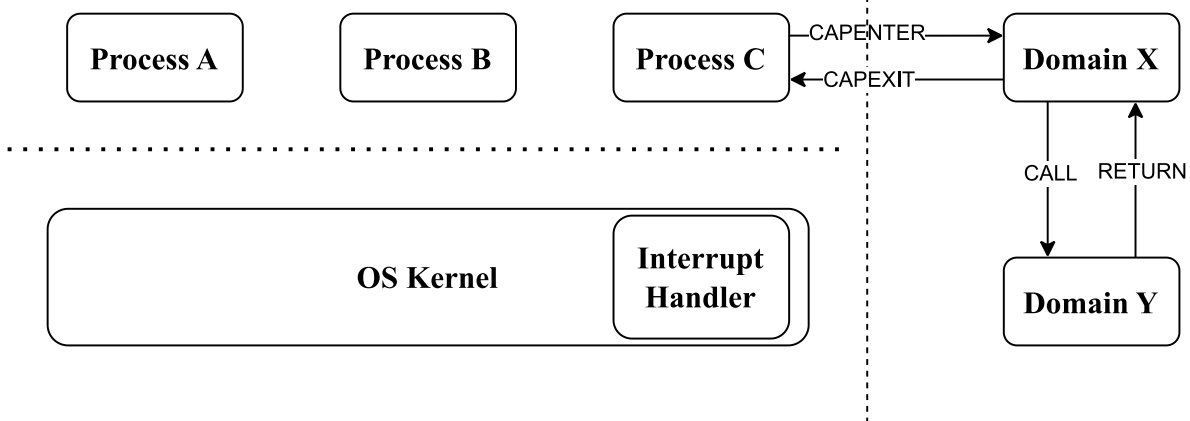 CAPENTER
Process A
Process B
Process C
Domain X
CAPEXIT
CALL
RETURN
OS Kernel
Interrupt
Handler
Domain Y